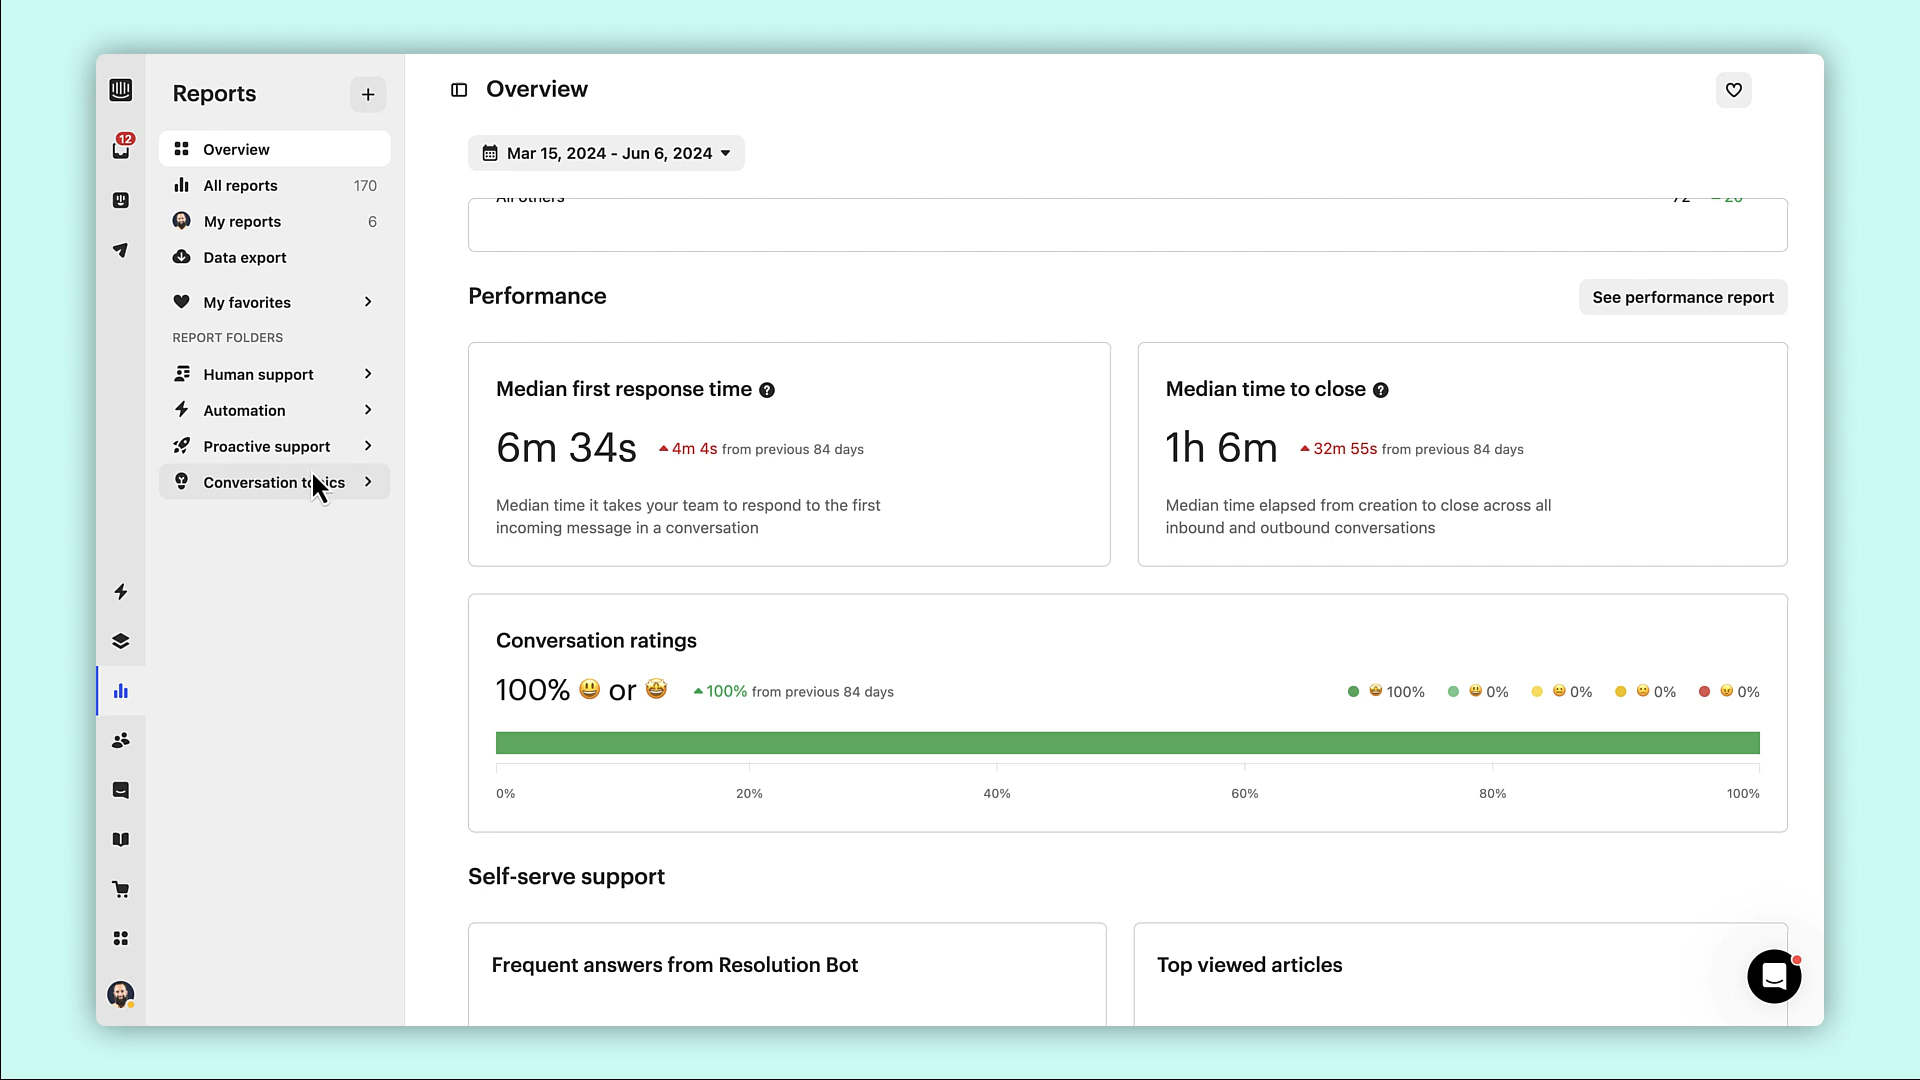 Reports
+
12
Overview
All reports 170
My reports 6
Data export
My favorites
REPORT FOLDERS
Human support
Automation
Proactive support
Conversation topics
Overview
Mar 15, 2024 - Jun 6, 2024
All others 72 20
Performance
See performance report
Median first response time
6m 34s 4m 4s from previous 84 days
Median time it takes your team to respond to the first
incoming message in a conversation
Median time to close
1h 6m 32m 55s from previous 84 days
Median time elapsed from creation to close across all
inbound and outbound conversations
Conversation ratings
100% 😃 or 🤩 100% from previous 84 days
🤩 100% 😃 0% 😐 0% 🙁 0% 😠 0%
0% 20% 40% 60% 80% 100%
Self-serve support
Frequent answers from Resolution Bot
Top viewed articles